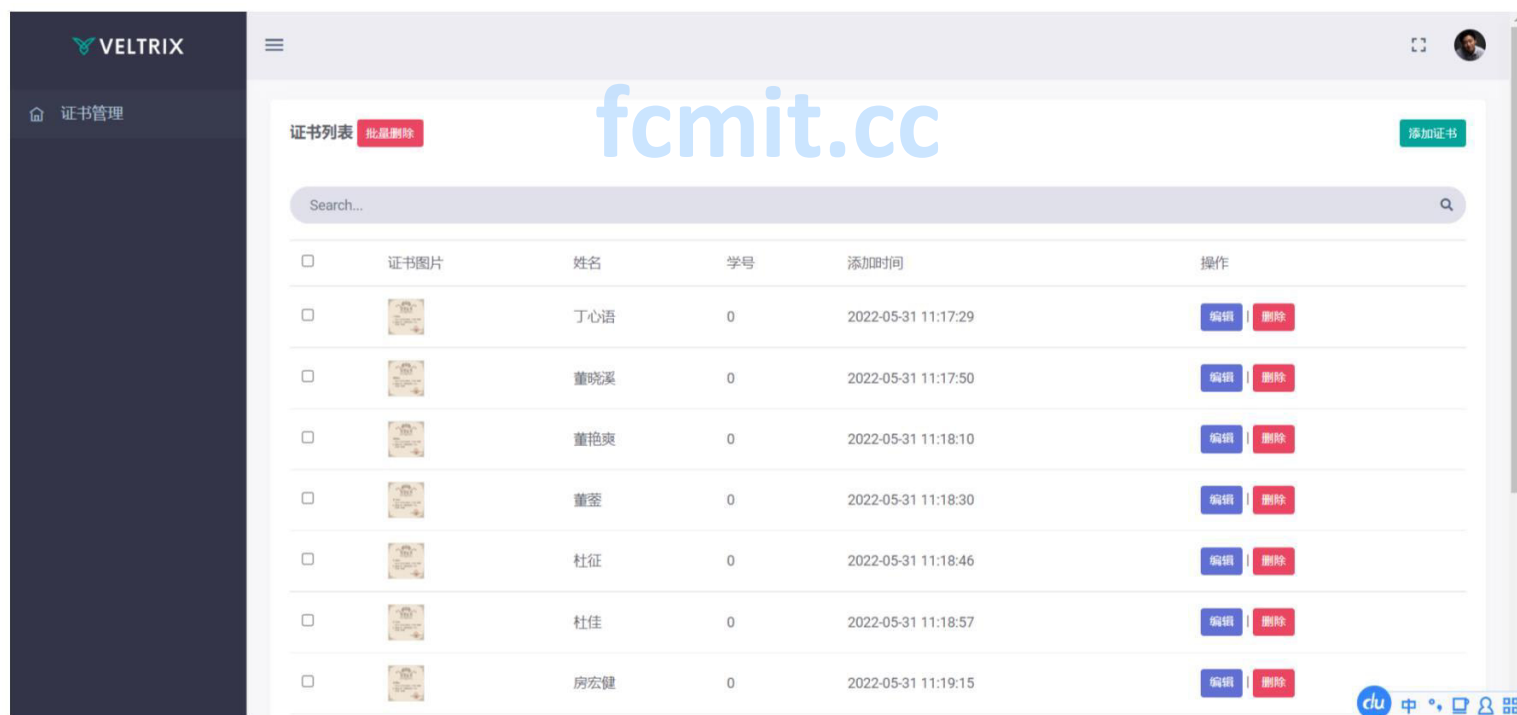 VELTRIX
证书管理
fcmit.cc
证书列表 批量删除 添加证书
Search...
证书图片 姓名 学号 添加时间 操作
丁心语 0 2022-05-31 11:17:29 编辑 | 删除
董晓溪 0 2022-05-31 11:17:50 编辑 | 删除
董艳爽 0 2022-05-31 11:18:10 编辑 | 删除
董蓥 0 2022-05-31 11:18:30 编辑 | 删除
杜征 0 2022-05-31 11:18:46 编辑 | 删除
杜佳 0 2022-05-31 11:18:57 编辑 | 删除
房宏健 0 2022-05-31 11:19:15 编辑 | 删除
du 中 °,